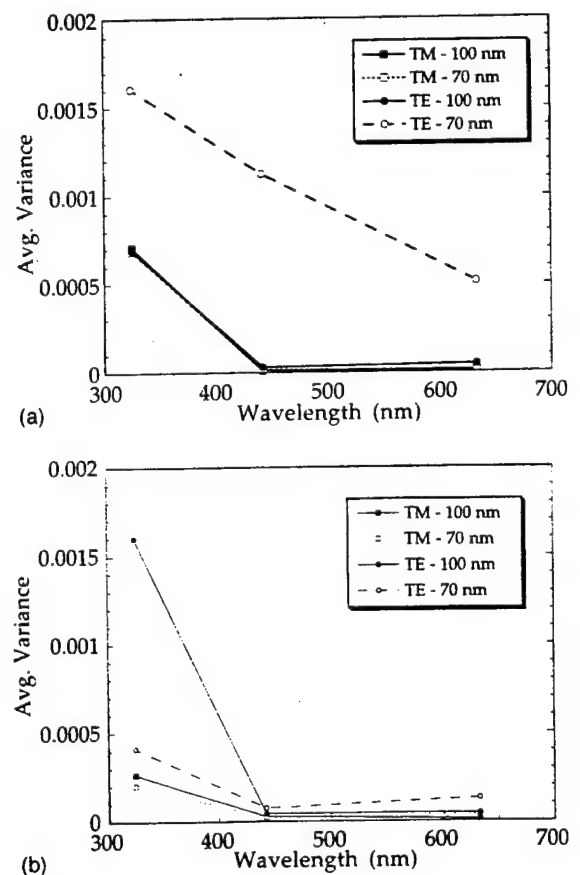 0.002
0.0015
0.001
0.0005
0
Avg. Variance
TM - 100 nm
TM - 70 nm
TE - 100 nm
TE - 70 nm
300
400
500
600
700
Wavelength (nm)
(a)
0.002
0.0015
0.001
0.0005
0
Avg. Variance
TM - 100 nm
TM - 70 nm
TE - 100 nm
TE - 70 nm
300
400
500
600
700
Wavelength (nm)
(b)